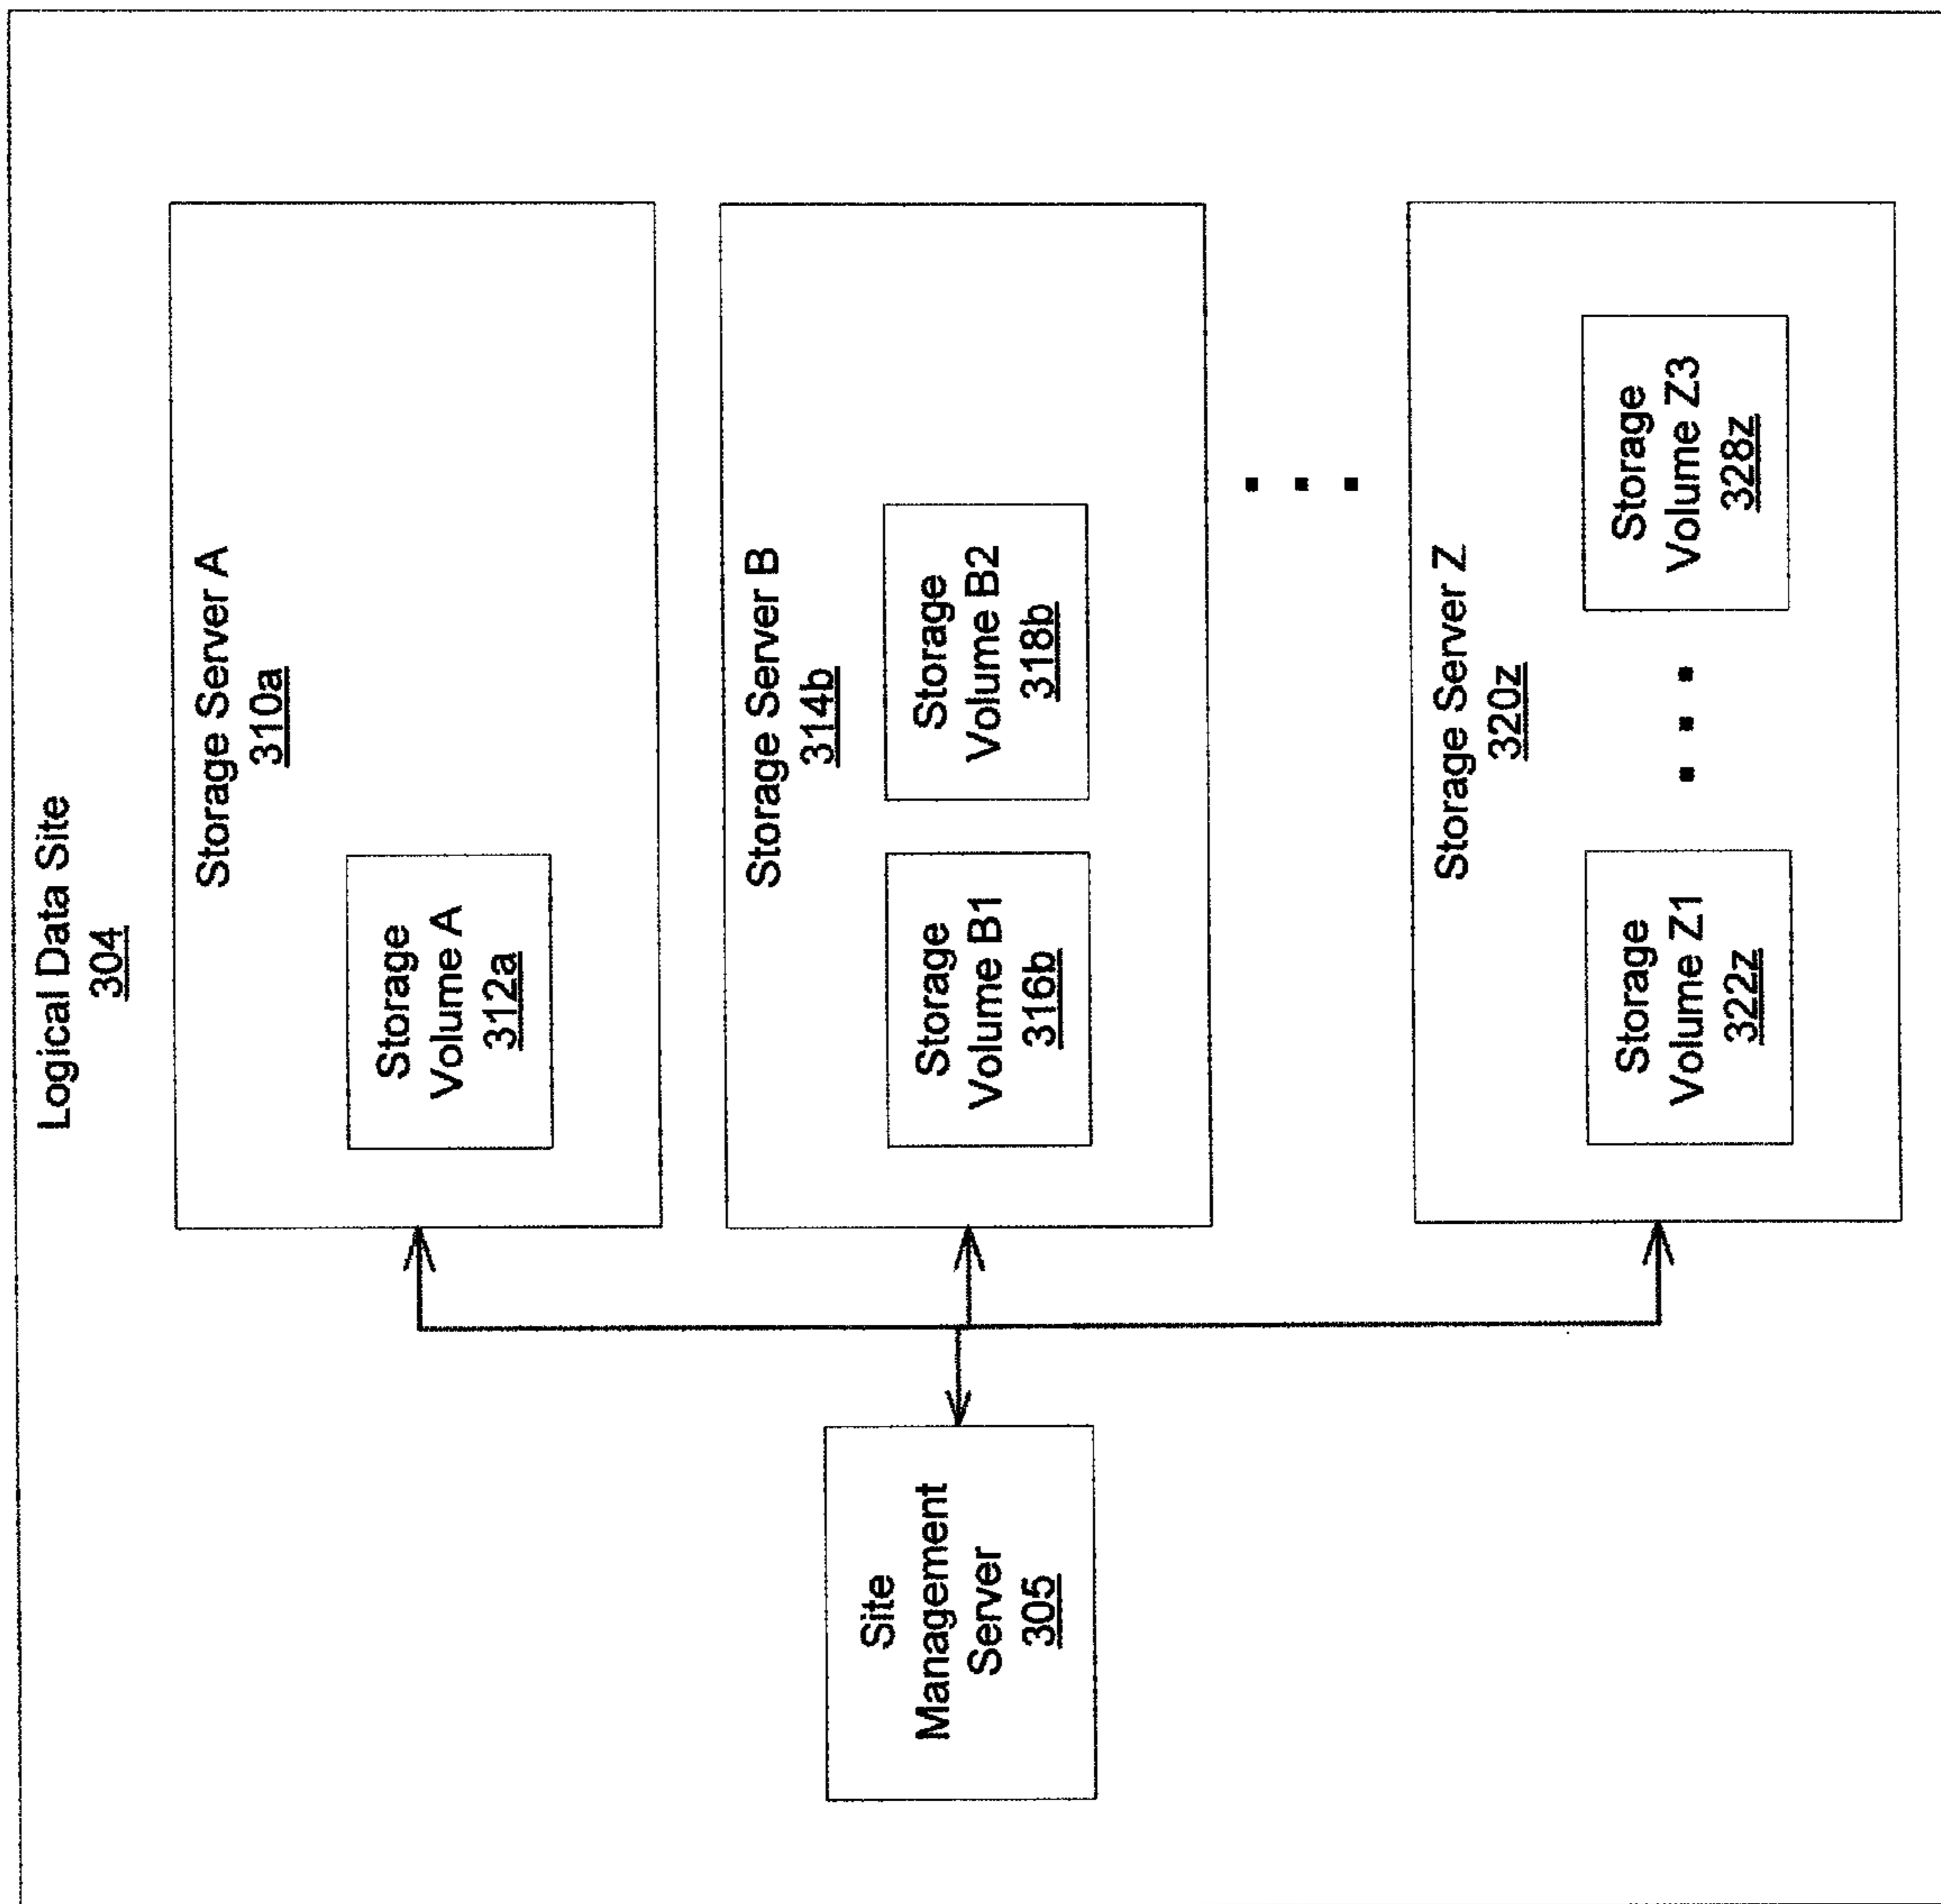 Logical Data Site
304
Storage Server A
310a
Storage
Volume A
312a
Storage Server B
314b
Storage
Volume B1
316b
Storage
Volume B2
318b
Storage Server Z
320z
Storage
Volume Z1
322z
Storage
Volume Z3
328z
Site
Management
Server
305